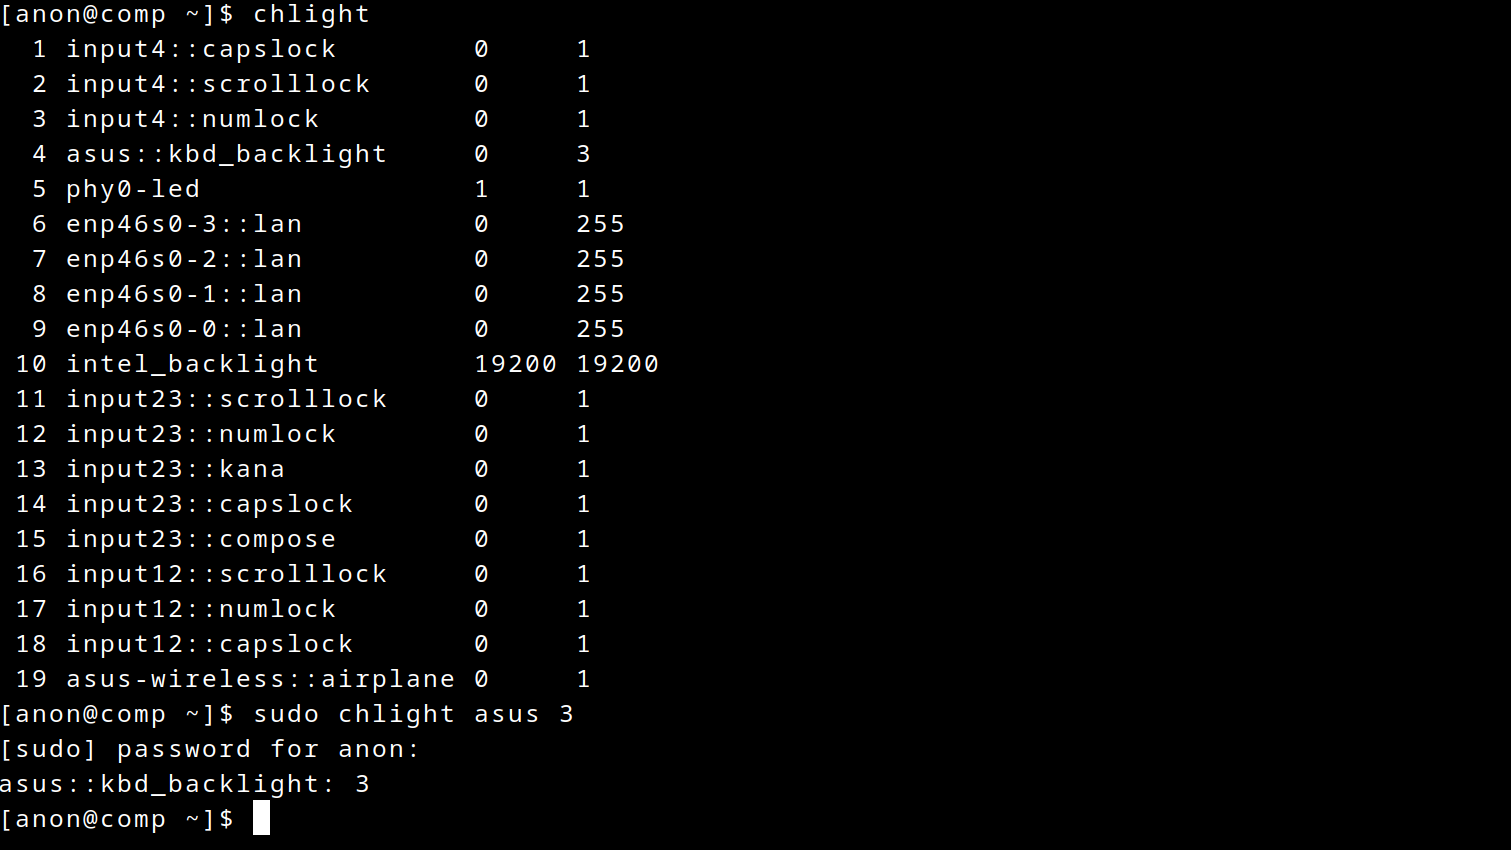 [anon@comp ~]$ chlight
  1 input4::capslock        0     1
  2 input4::scrolllock      0     1
  3 input4::numlock         0     1
  4 asus::kbd_backlight     0     3
  5 phy0-led                1     1
  6 enp46s0-3::lan          0     255
  7 enp46s0-2::lan          0     255
  8 enp46s0-1::lan          0     255
  9 enp46s0-0::lan          0     255
 10 intel_backlight         19200 19200
 11 input23::scrolllock     0     1
 12 input23::numlock        0     1
 13 input23::kana           0     1
 14 input23::capslock       0     1
 15 input23::compose        0     1
 16 input12::scrolllock     0     1
 17 input12::numlock        0     1
 18 input12::capslock       0     1
 19 asus-wireless::airplane 0     1
[anon@comp ~]$ sudo chlight asus 3
[sudo] password for anon:
asus::kbd_backlight: 3
[anon@comp ~]$